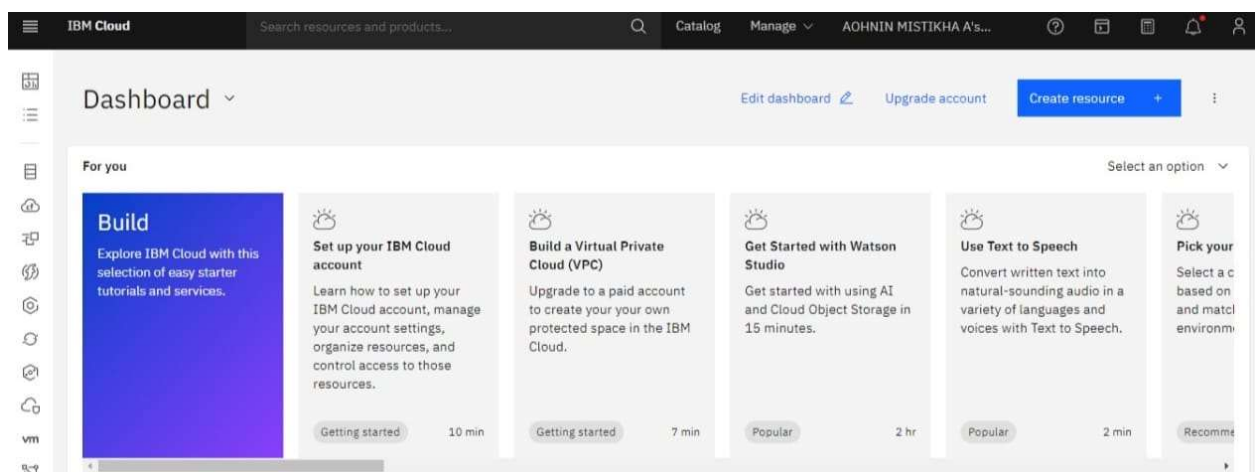 IBM Cloud
Search resources and products...
Catalog
Manage
AOHNIN MISTIKHA A's...
Dashboard
Edit dashboard
Upgrade account
Create resource +
For you
Select an option
Build
Explore IBM Cloud with this
selection of easy starter
tutorials and services.
Set up your IBM Cloud
account
Learn how to set up your
IBM Cloud account, manage
your account settings,
organize resources, and
control access to those
resources.
Getting started
10 min
Build a Virtual Private
Cloud (VPC)
Upgrade to a paid account
to create your your own
protected space in the IBM
Cloud.
Getting started
7 min
Get Started with Watson
Studio
Get started with using AI
and Cloud Object Storage in
15 minutes.
Popular
2 hr
Use Text to Speech
Convert written text into
natural-sounding audio in a
variety of languages and
voices with Text to Speech.
Popular
2 min
Pick your
Select a c
based on
and match
environm
Recomme
vm